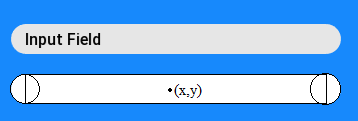 Input Field
•(x,y)